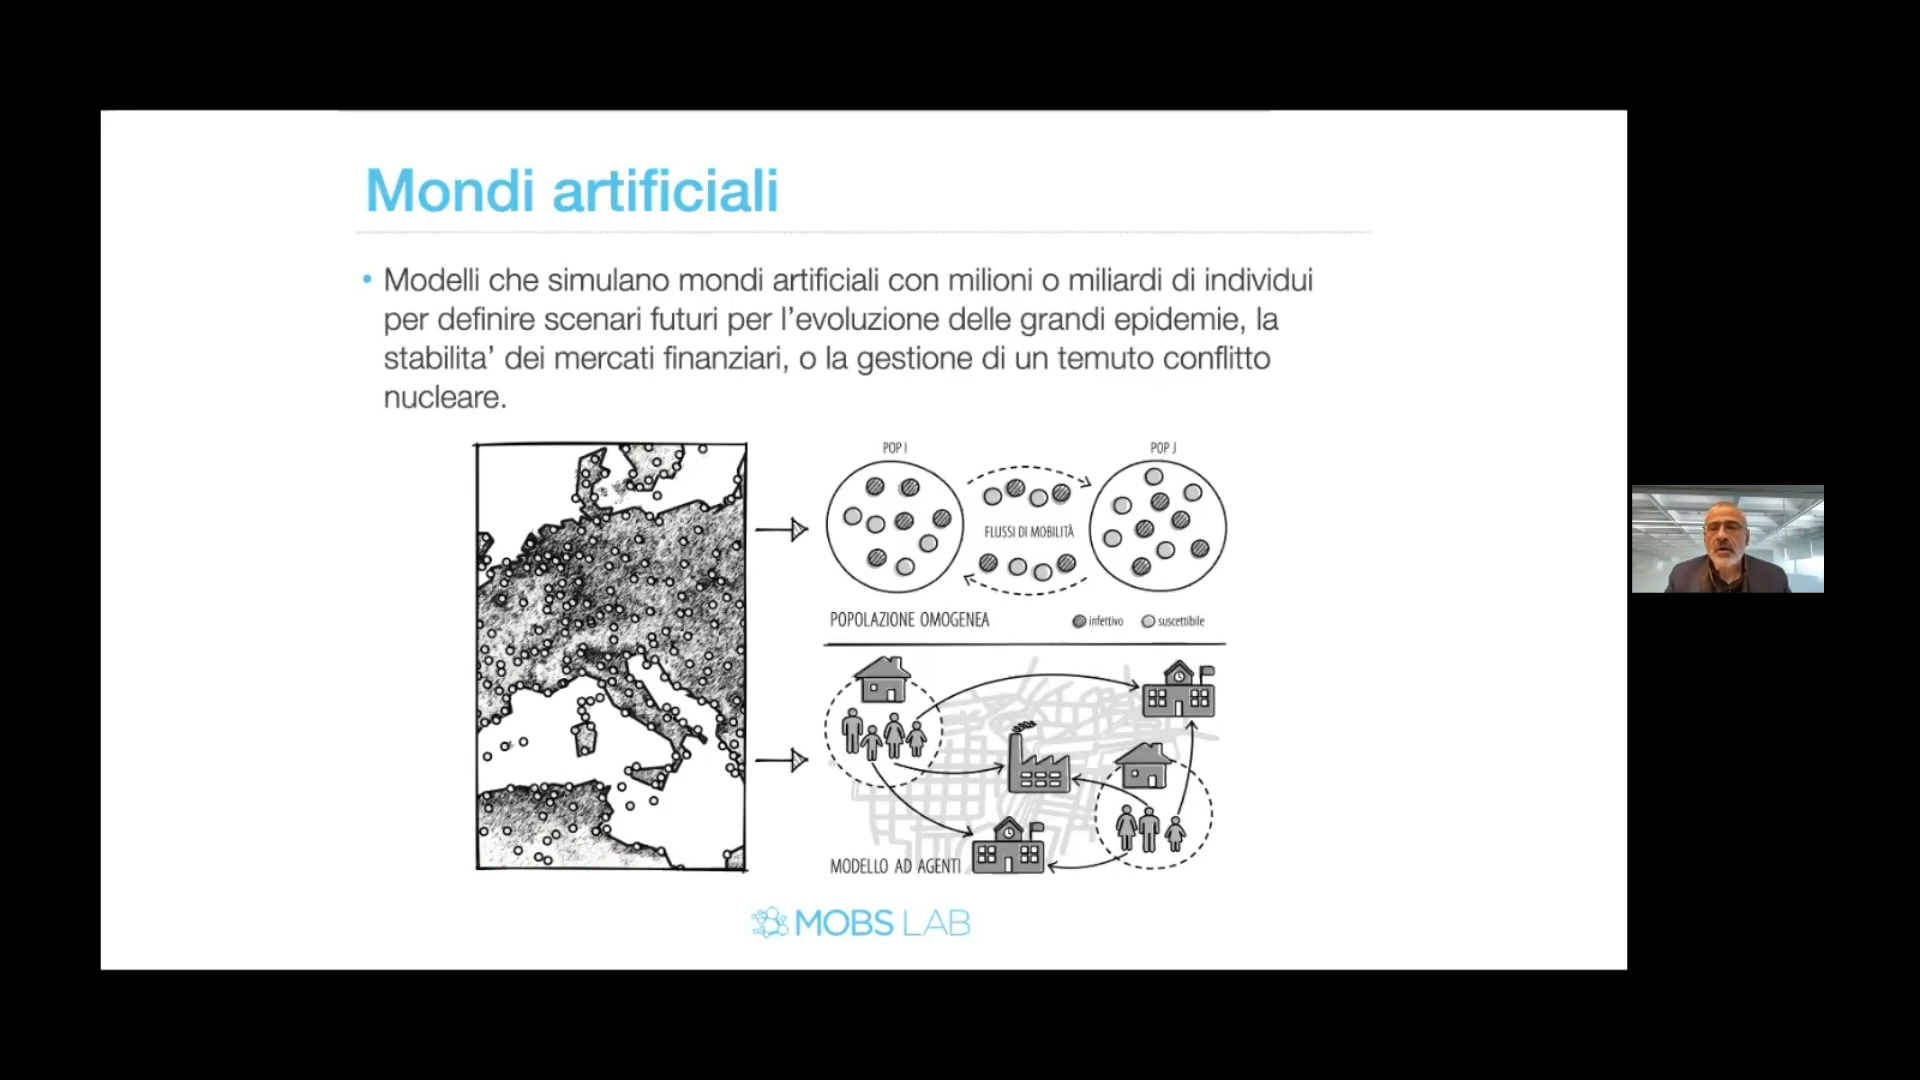 Mondi artificiali
• Modelli che simulano mondi artificiali con milioni o miliardi di individui
per definire scenari futuri per l'evoluzione delle grandi epidemie, la
stabilita' dei mercati finanziari, o la gestione di un temuto conflitto
nucleare.
POP I
POP J
FLUSSI DI MOBILITÀ
POPOLAZIONE OMOGENEA
infettivo
suscettibile
MODELLO AD AGENTI
MOBS LAB